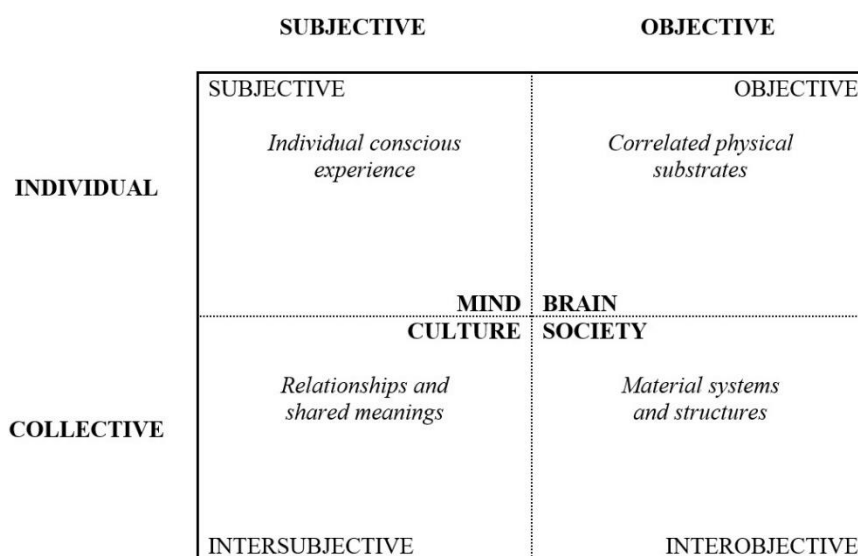 SUBJECTIVE OBJECTIVE
SUBJECTIVE OBJECTIVE
Individual conscious Correlated physical
experience substrates
INDIVIDUAL
MIND BRAIN
CULTURE SOCIETY
Relationships and Material systems
shared meanings and structures
COLLECTIVE
INTERSUBJECTIVE INTEROBJECTIVE